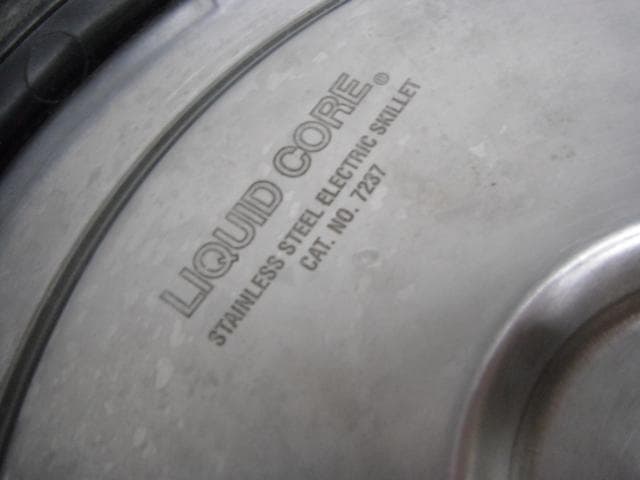 LIQUID CORE®
STAINLESS STEEL ELECTRIC SKILLET
CAT. NO. 7237